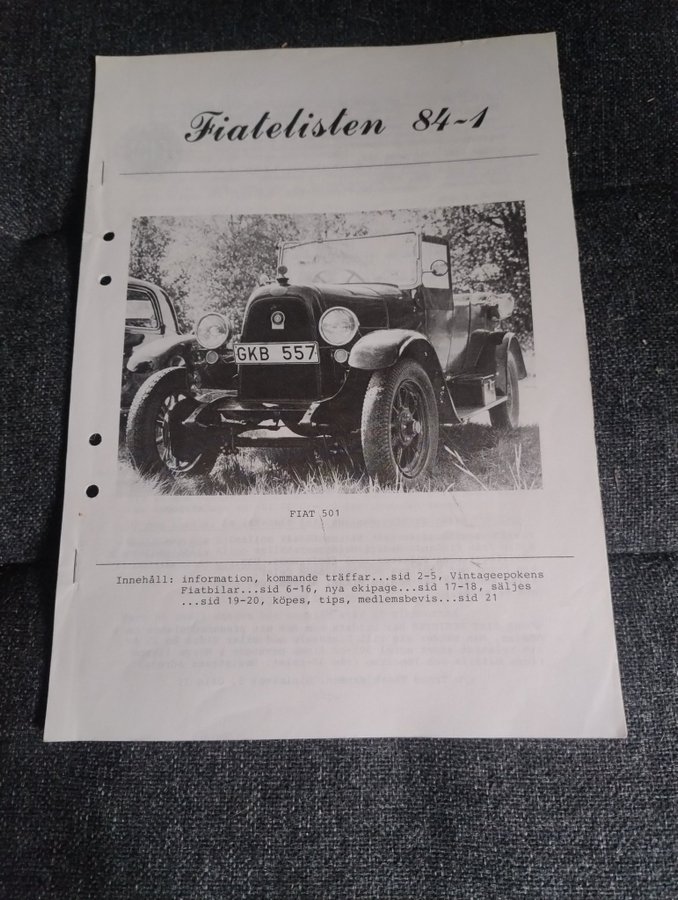 Fiatelisten 84-1
GKB 557
FIAT 501
Innehåll: information, kommande träffar...sid 2-5, Vintageepokens
Fiatbilar...sid 6-16, nya ekipage...sid 17-18, säljes
...sid 19-20, köpes, tips, medlemsbevis...sid 21